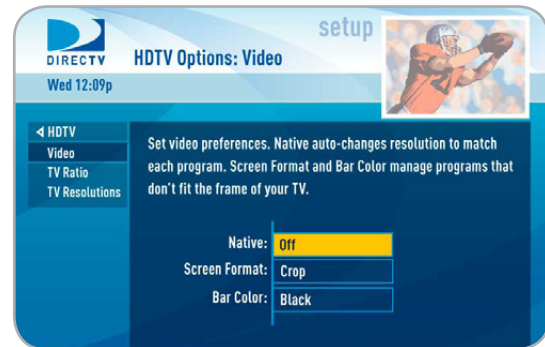 setup
DIRECTV
HDTV Options: Video
Wed 12:09p
HDTV
Video
TV Ratio
TV Resolutions
Set video preferences. Native auto-changes resolution to match
each program. Screen Format and Bar Color manage programs that
don't fit the frame of your TV.
Native: Off
Screen Format: Crop
Bar Color: Black